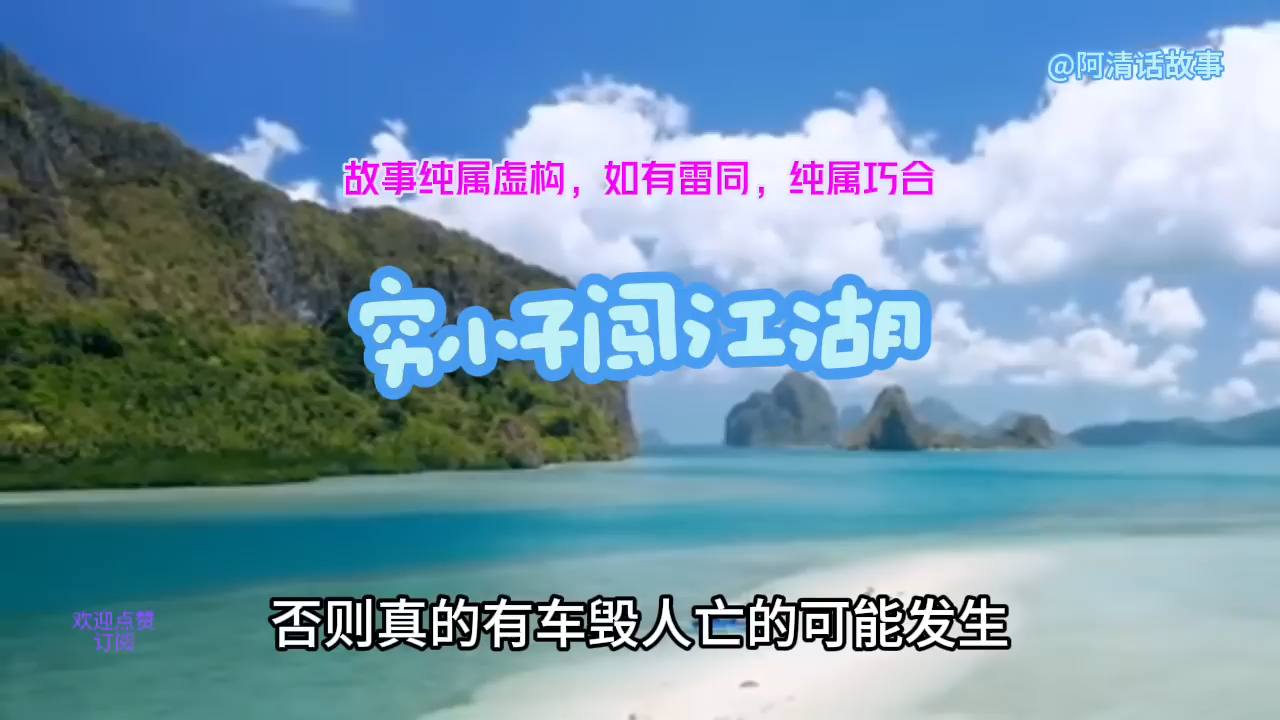 @阿清话故事
故事纯属虚构，如有雷同，纯属巧合
穷小子闯江湖
欢迎点赞
订阅
否则真的有车毁人亡的可能发生